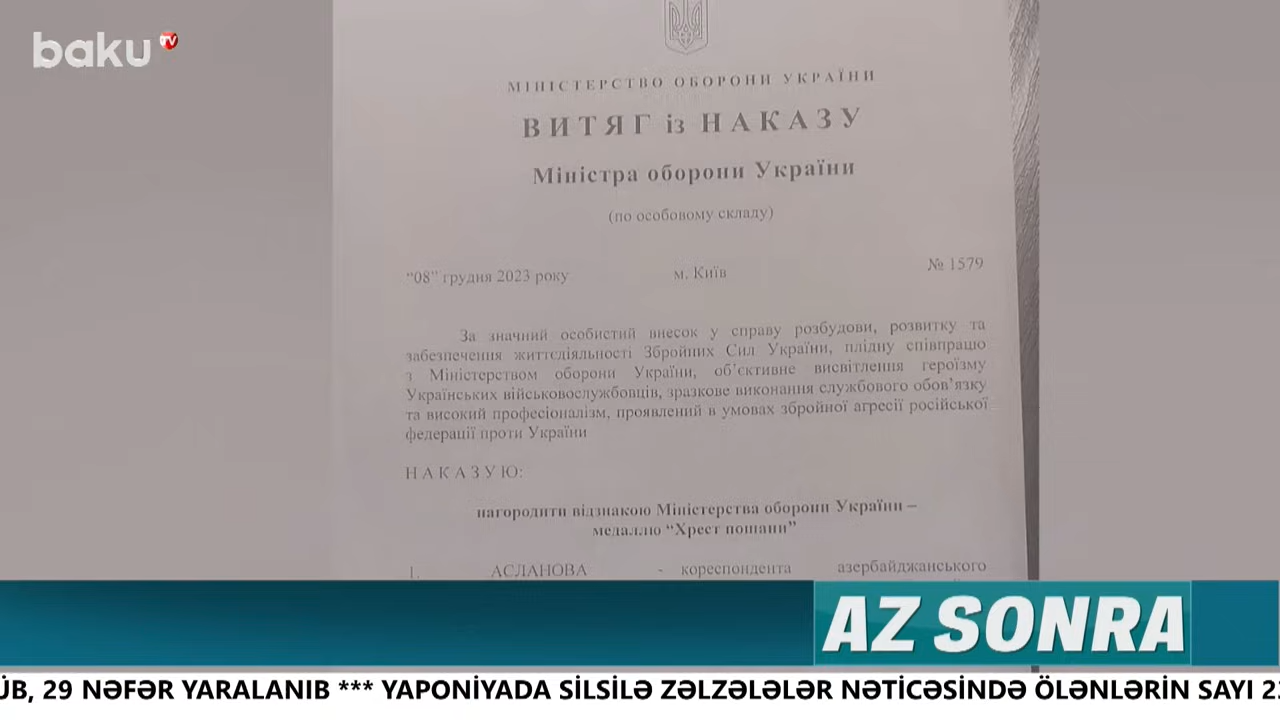 baku TV
МІНІСТЕРСТВО ОБОРОНИ УКРАЇНИ
ВИТЯГ із НАКАЗУ
Міністра оборони України
(по особовому складу)
“08” грудня 2023 року м. Київ № 1579
За значний особистий внесок у справу розбудови, розвитку та
забезпечення життєдіяльності Збройних Сил України, плідну співпрацю
з Міністерством оборони України, об’єктивне висвітлення героїзму
Українських військовослужбовців, зразкове виконання службового обов’язку
та високий професіоналізм, проявлений в умовах збройної агресії російської
федерації проти України
НАКАЗУЮ:
нагородити відзнакою Міністерства оборони України –
медаллю “Хрест пошани”
1. АСЛАНОВА - кореспондента азербайджанського
AZ SONRA
ÜB, 29 NƏFƏR YARALANIB *** YAPONİYADA SİLSİLƏ ZƏLZƏLƏLƏR NƏTİCƏSİNDƏ ÖLƏNLƏRİN SAYI